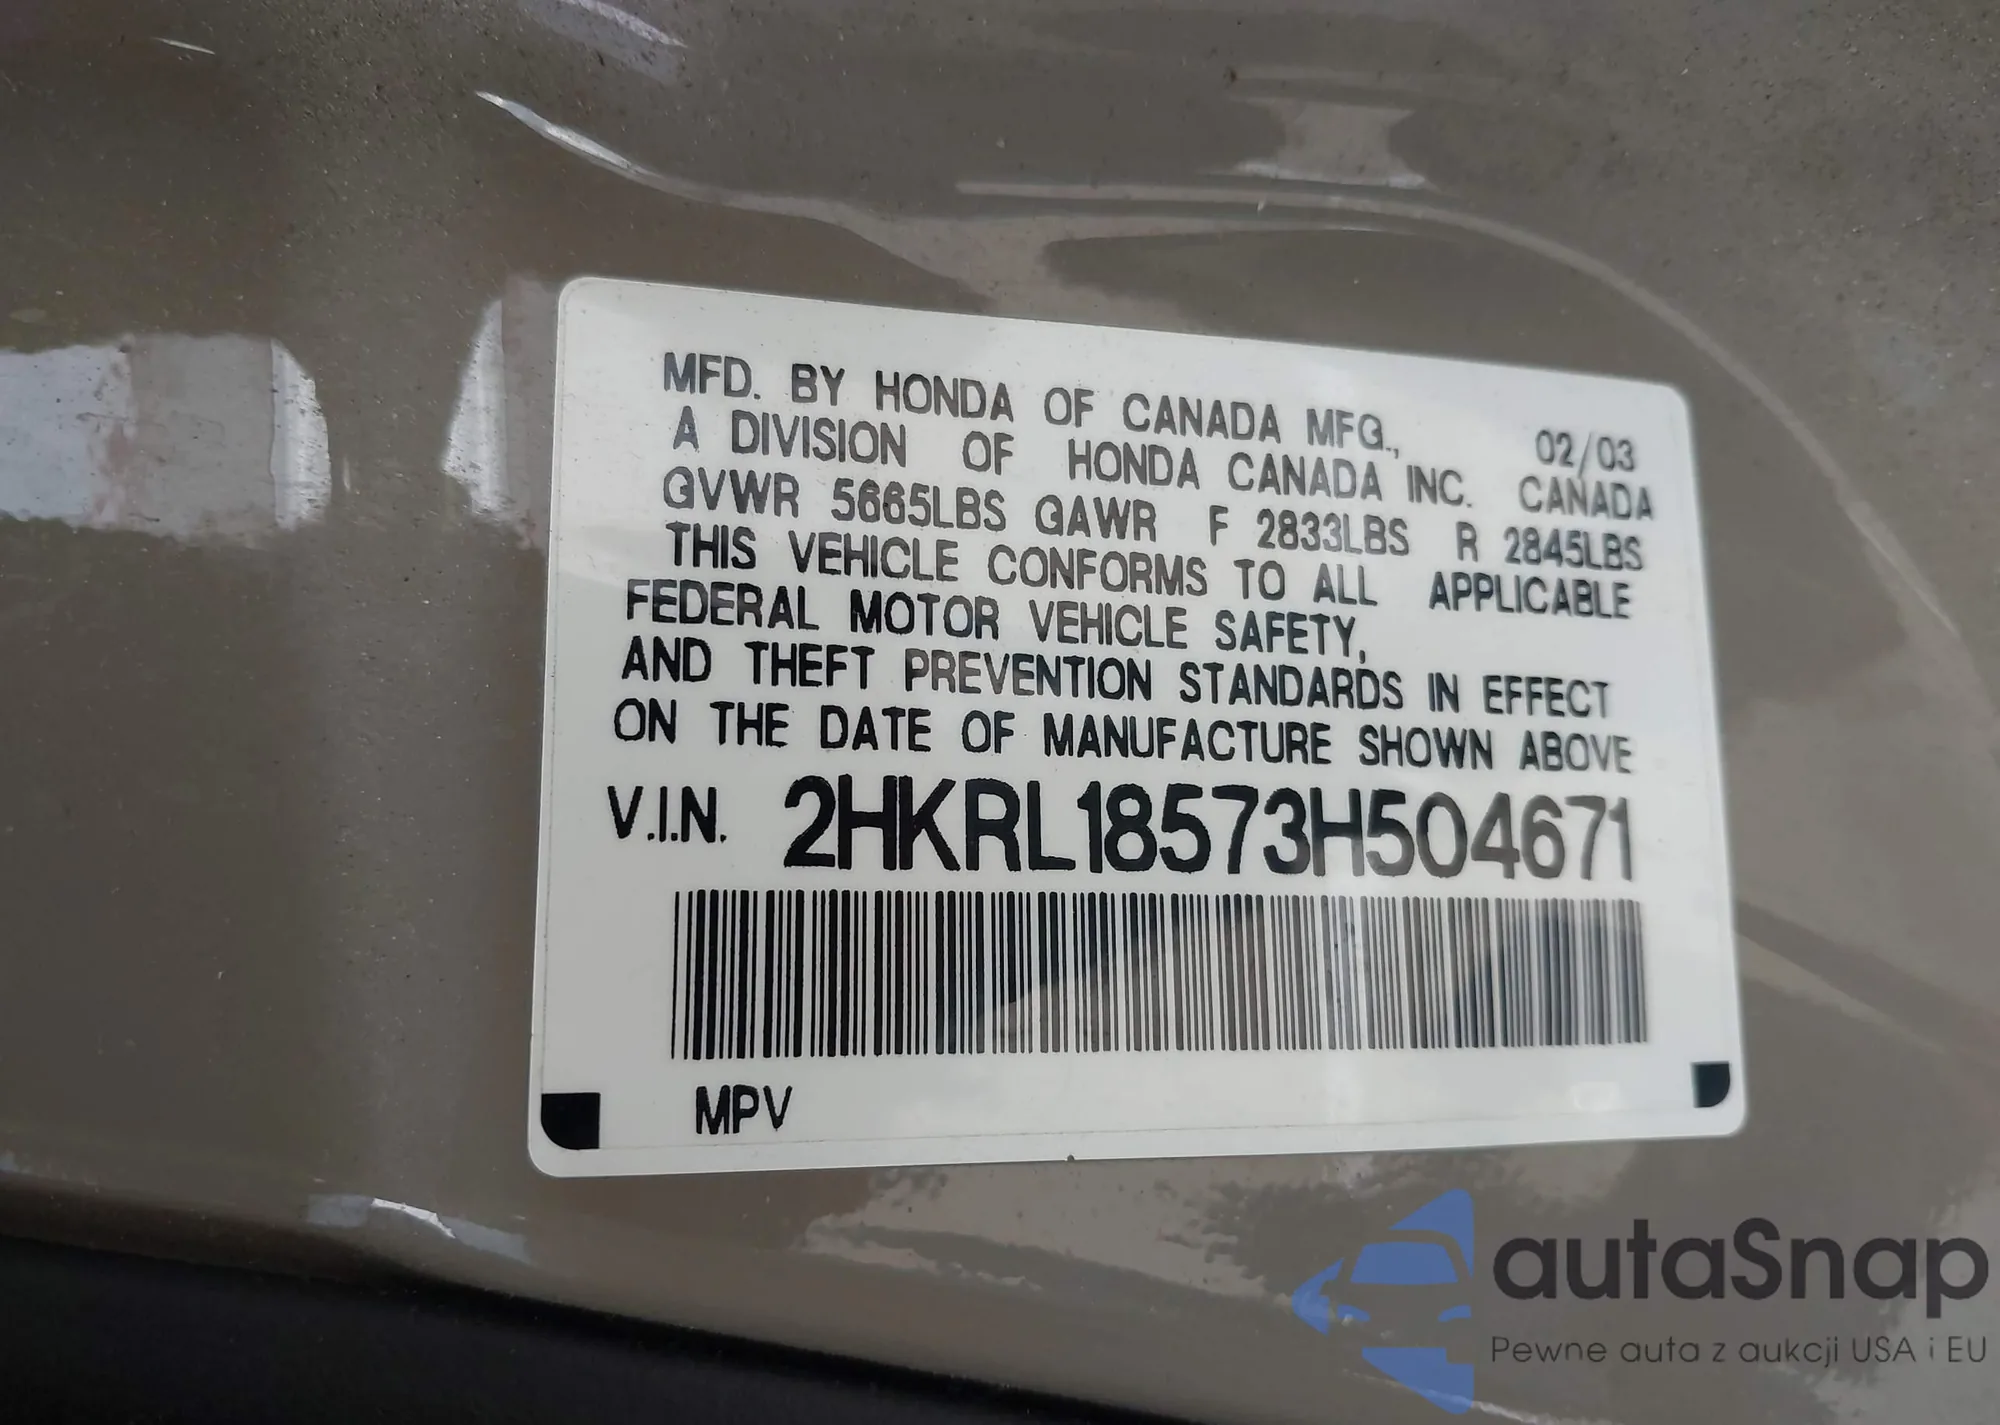 MFD. BY HONDA OF CANADA MFG., 02/03
A DIVISION OF HONDA CANADA INC. CANADA
GVWR 5665LBS GAWR F 2833LBS R 2845LBS
THIS VEHICLE CONFORMS TO ALL APPLICABLE
FEDERAL MOTOR VEHICLE SAFETY,
AND THEFT PREVENTION STANDARDS IN EFFECT
ON THE DATE OF MANUFACTURE SHOWN ABOVE
V.I.N. 2HKRL18573H504671
MPV
autaSnap
Pewne auta z aukcji USA i EU